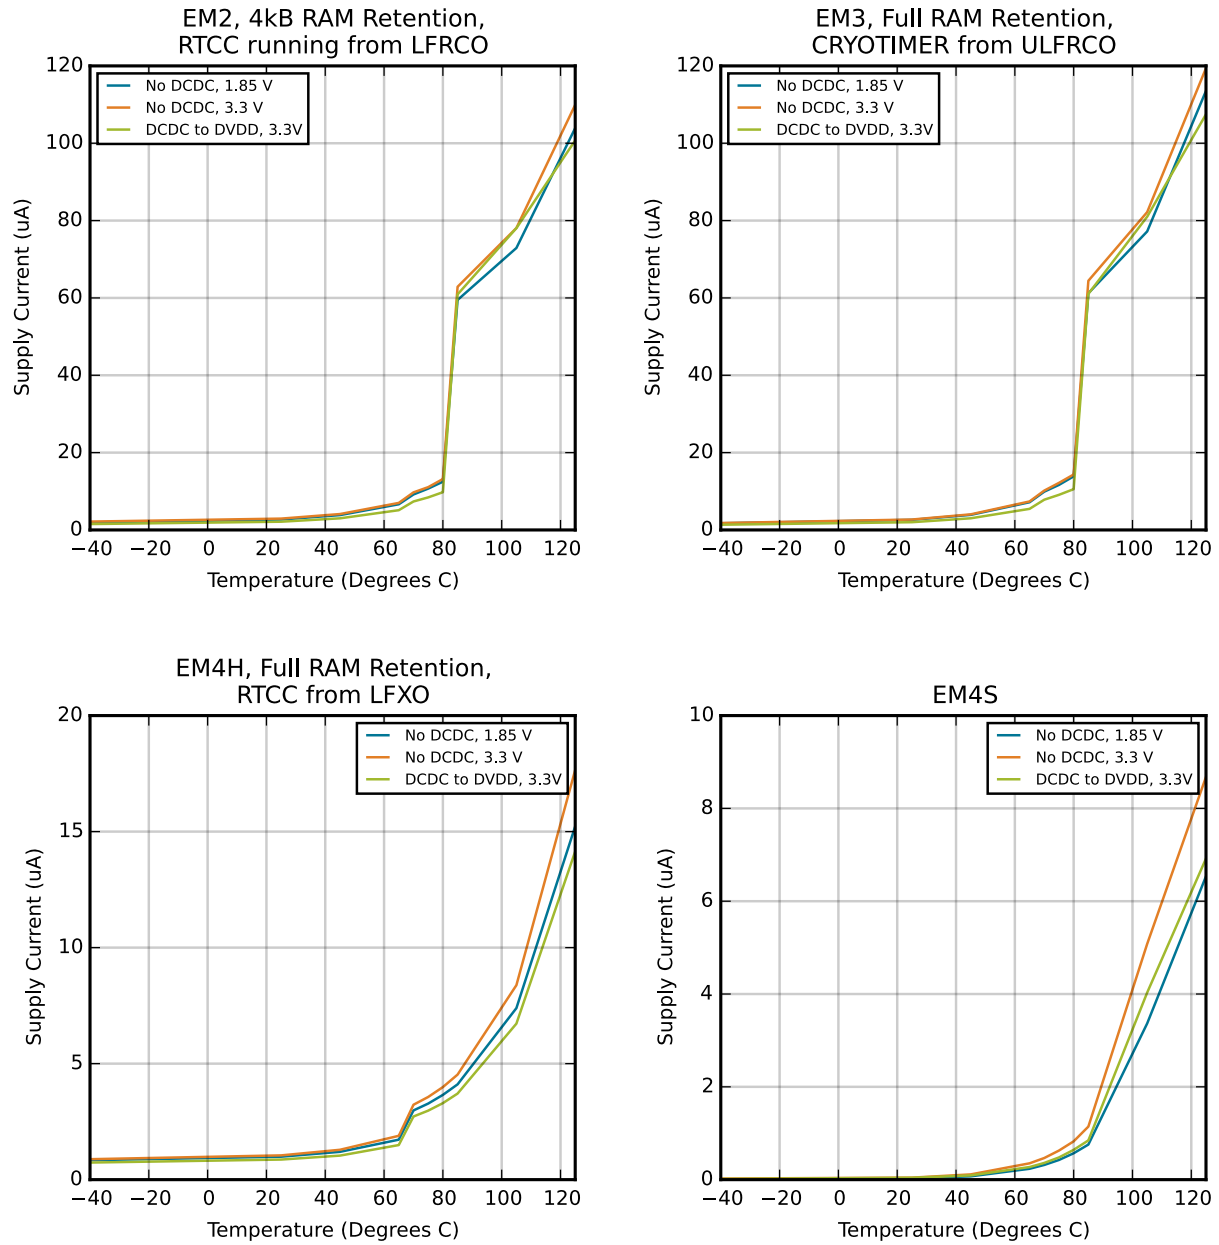 EM2, 4kB RAM Retention,
RTCC running from LFRCO
No DCDC, 1.85 V
No DCDC, 3.3 V
DCDC to DVDD, 3.3V
Supply Current (uA)
120
100
80
60
40
20
0
−40 −20 0 20 40 60 80 100 120
Temperature (Degrees C)
EM3, Full RAM Retention,
CRYOTIMER from ULFRCO
No DCDC, 1.85 V
No DCDC, 3.3 V
DCDC to DVDD, 3.3V
Supply Current (uA)
120
100
80
60
40
20
0
−40 −20 0 20 40 60 80 100 120
Temperature (Degrees C)
EM4H, Full RAM Retention,
RTCC from LFXO
No DCDC, 1.85 V
No DCDC, 3.3 V
DCDC to DVDD, 3.3V
Supply Current (uA)
20
15
10
5
0
−40 −20 0 20 40 60 80 100 120
Temperature (Degrees C)
EM4S
No DCDC, 1.85 V
No DCDC, 3.3 V
DCDC to DVDD, 3.3V
Supply Current (uA)
10
8
6
4
2
0
−40 −20 0 20 40 60 80 100 120
Temperature (Degrees C)